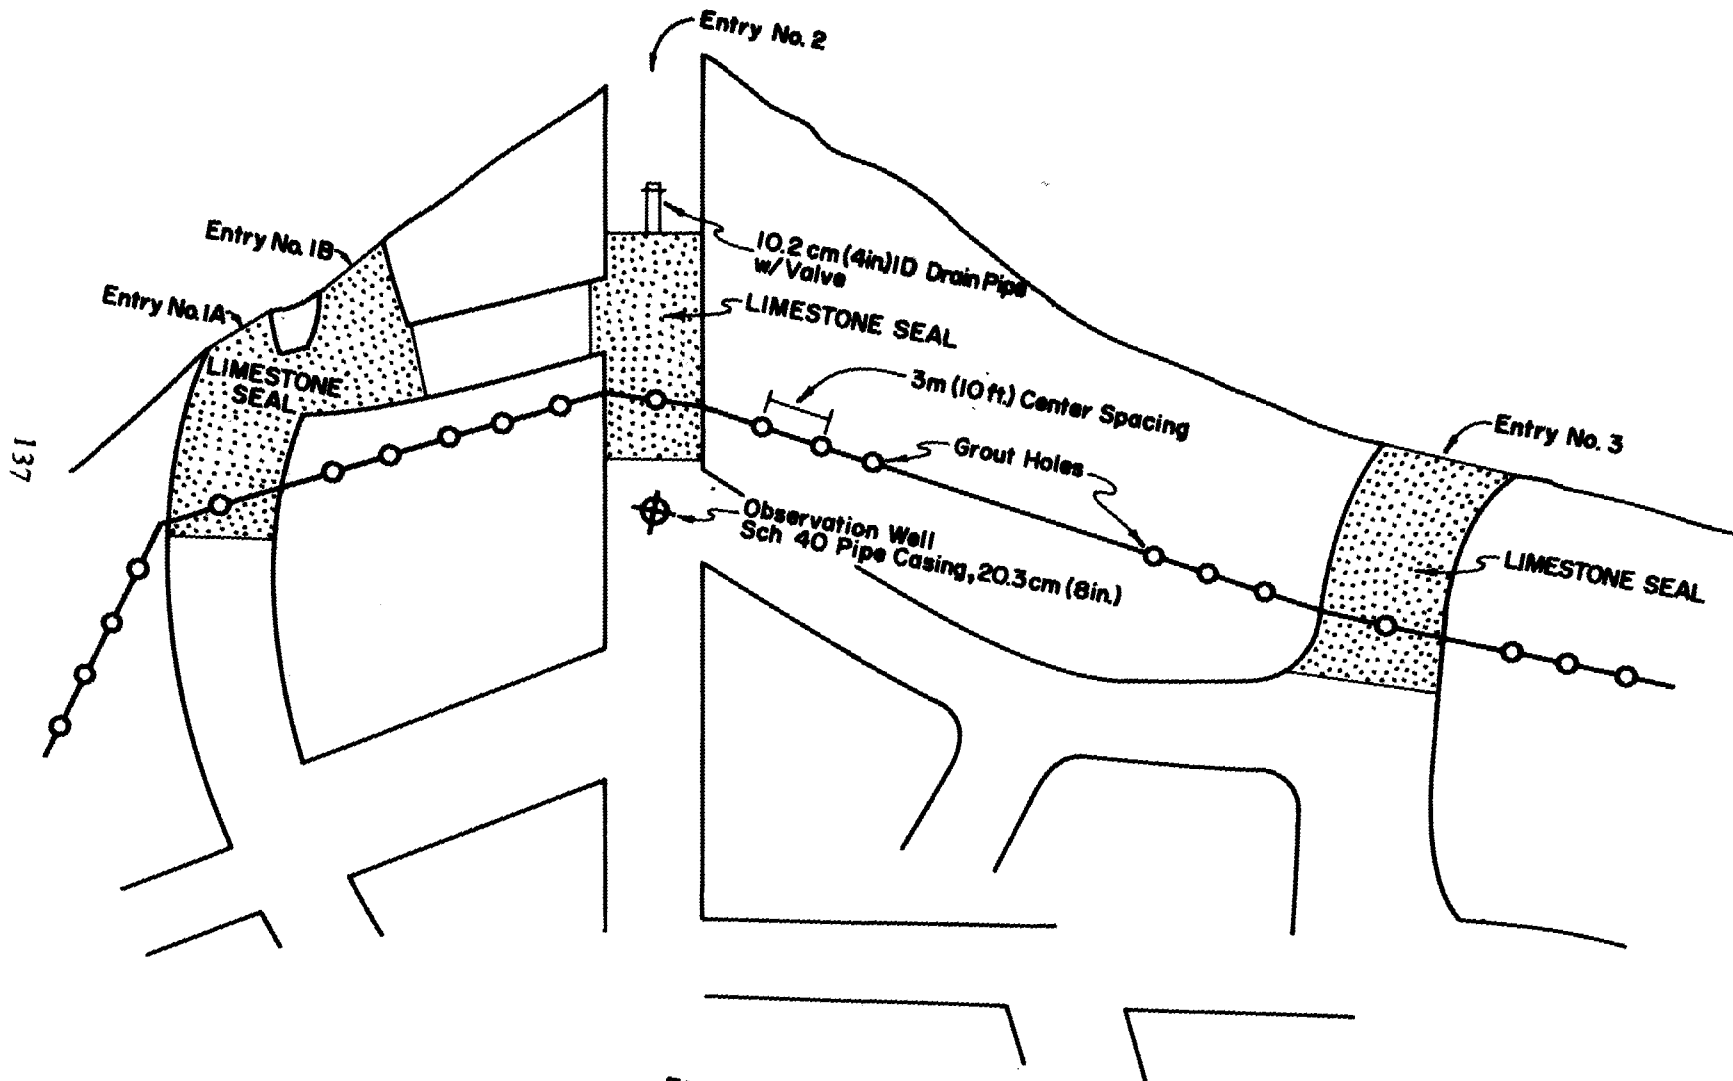 Entry No. 2
Entry No. 1B
Entry No. 1A
10.2 cm (4in) ID Drain Pipe
w/ Valve
LIMESTONE SEAL
LIMESTONE
SEAL
3m (10 ft.) Center Spacing
Grout Holes
Entry No. 3
Observation Well
Sch 40 Pipe Casing, 20.3 cm (8in.)
LIMESTONE SEAL
137